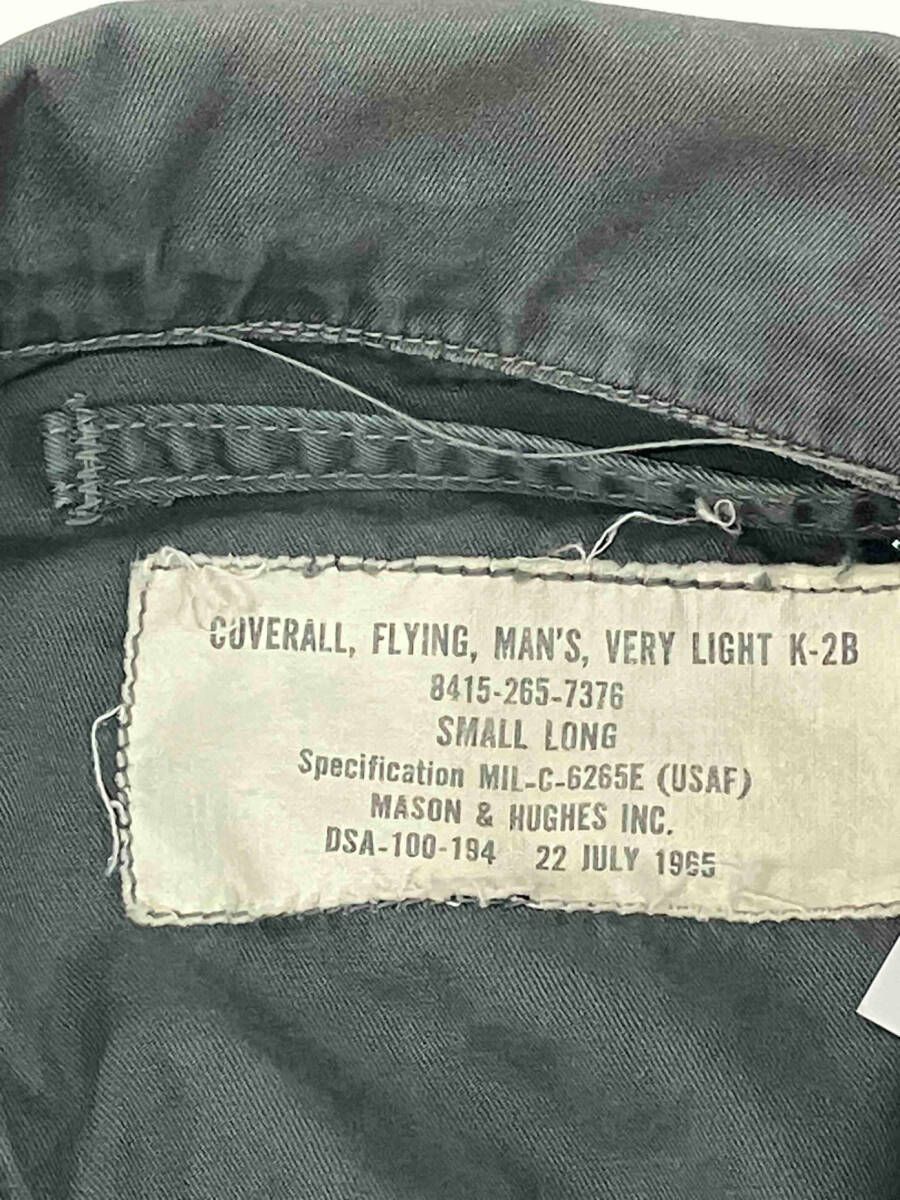 COVERALL, FLYING, MAN'S, VERY LIGHT K-2B
8415-265-7376
SMALL LONG
Specification MIL-C-6265E (USAF)
MASON & HUGHES INC.
DSA-100-194 22 JULY 1965